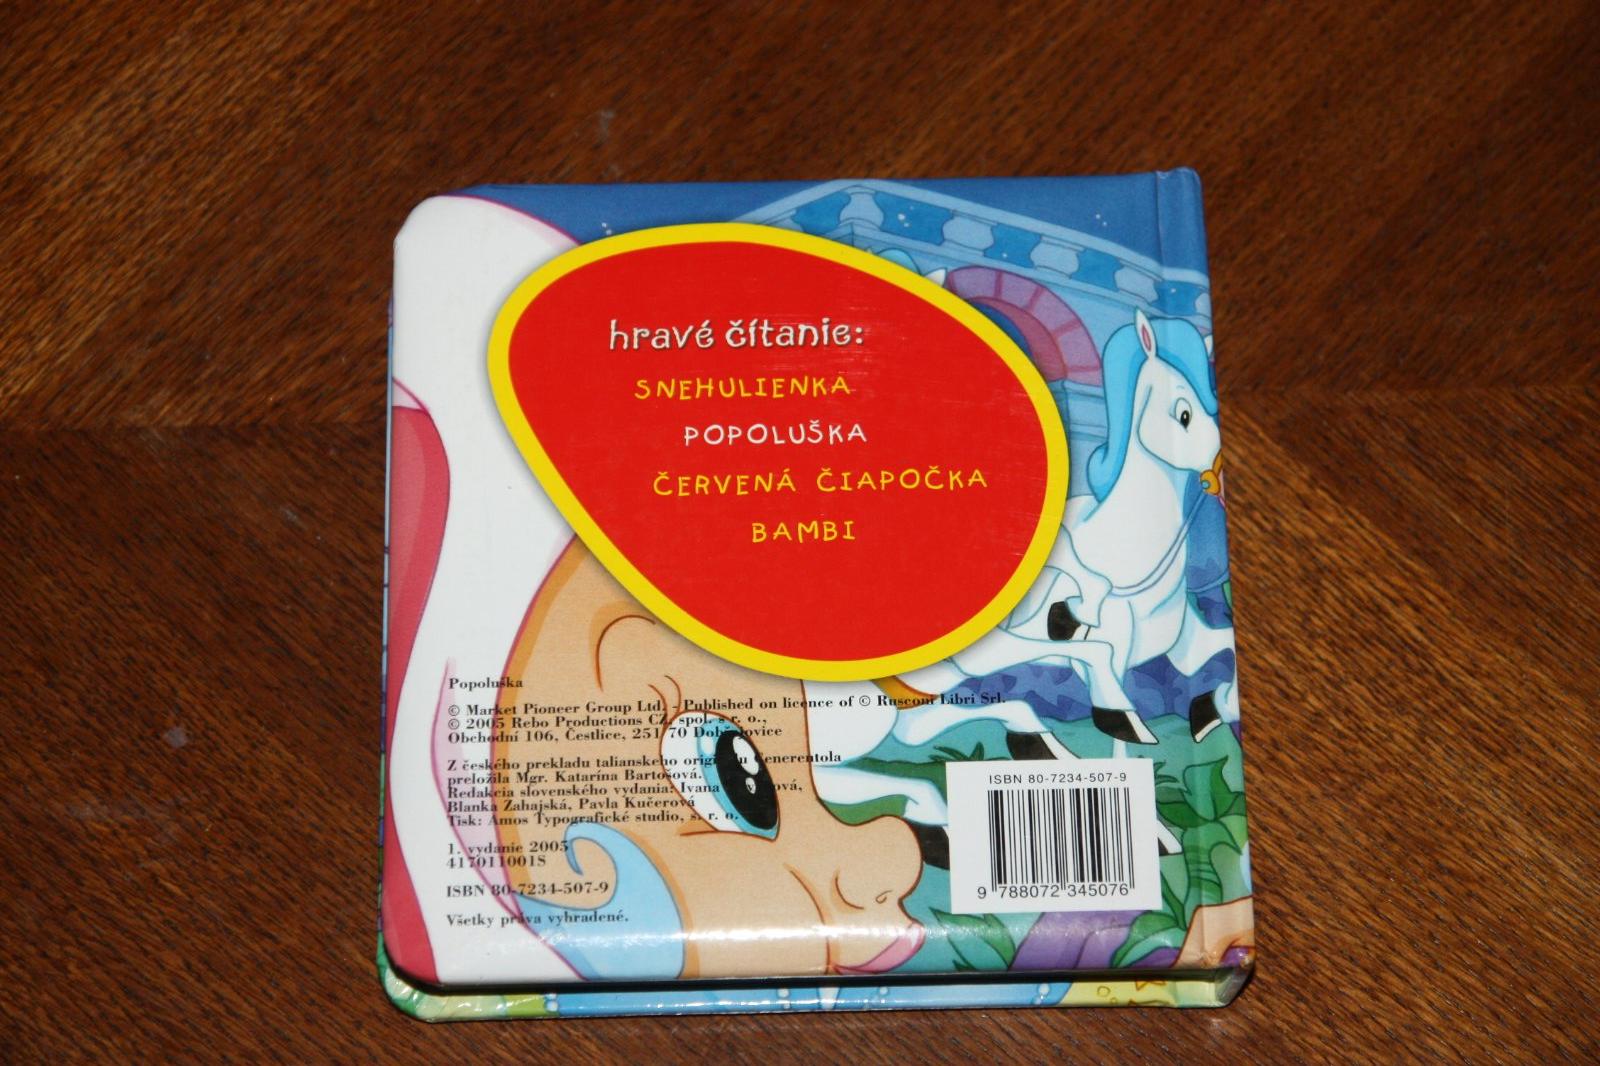 hravé čítanie:
SNEHULIENKA
POPOLUŠKA
ČERVENÁ ČIAPOČKA
BAMBI
Popoluška
© Market Pioneer Group Ltd. - Published on licence of © Rusconi Libri Srl.
© 2005 Rebo Productions CZ, spol. s r. o.,
Obchodní 106, Čestlice, 251 70 Dobřejovice
Z českého prekladu talianskeho originálu Cenerentola
preložila Mgr. Katarína Bartošová.
Redakcia slovenského vydania: Ivana
Blanka Zahajská, Pavla Kučerová
Tisk: Amos Typografické studio, s. r. o.
1. vydanie 2005
417011001S
ISBN 80-7234-507-9
Všetky práva vyhradené.
ISBN 80-7234-507-9
9 788072 345076